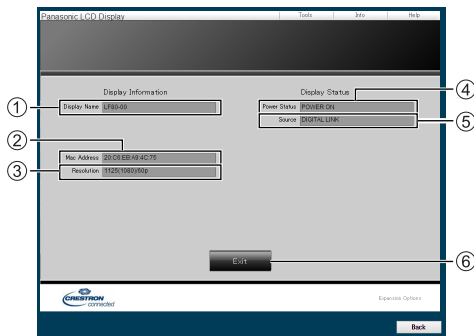 Panasonic LCD Display
Tools Info Help
Display Information
Display Status
① Display Name LF80-00
④ Power Status POWER ON
⑤ Source DIGITAL LINK
② Mac Address 20:C6:EB:A9:4C:75
③ Resolution 1125(1080)/60p
Exit ⑥
CRESTRON
connected
Expansion Options
Back